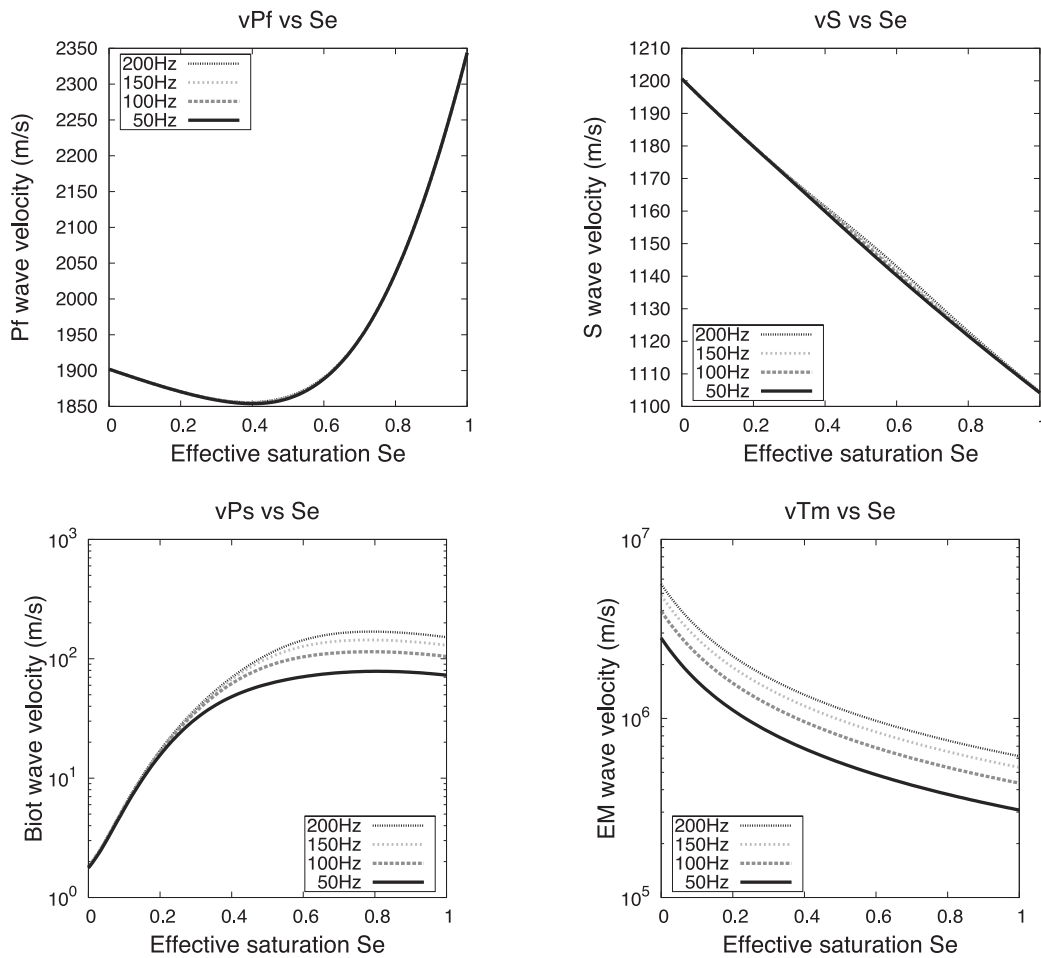 vPf vs Se
Pf wave velocity (m/s)
2350
2300
2250
2200
2150
2100
2050
2000
1950
1900
1850
200Hz
150Hz
100Hz
50Hz
0 0.2 0.4 0.6 0.8 1
Effective saturation Se
vS vs Se
S wave velocity (m/s)
1210
1200
1190
1180
1170
1160
1150
1140
1130
1120
1110
1100
200Hz
150Hz
100Hz
50Hz
0 0.2 0.4 0.6 0.8 1
Effective saturation Se
vPs vs Se
Biot wave velocity (m/s)
10³
10²
10¹
10⁰
200Hz
150Hz
100Hz
50Hz
0 0.2 0.4 0.6 0.8 1
Effective saturation Se
vTm vs Se
EM wave velocity (m/s)
10⁷
10⁶
10⁵
200Hz
150Hz
100Hz
50Hz
0 0.2 0.4 0.6 0.8 1
Effective saturation Se